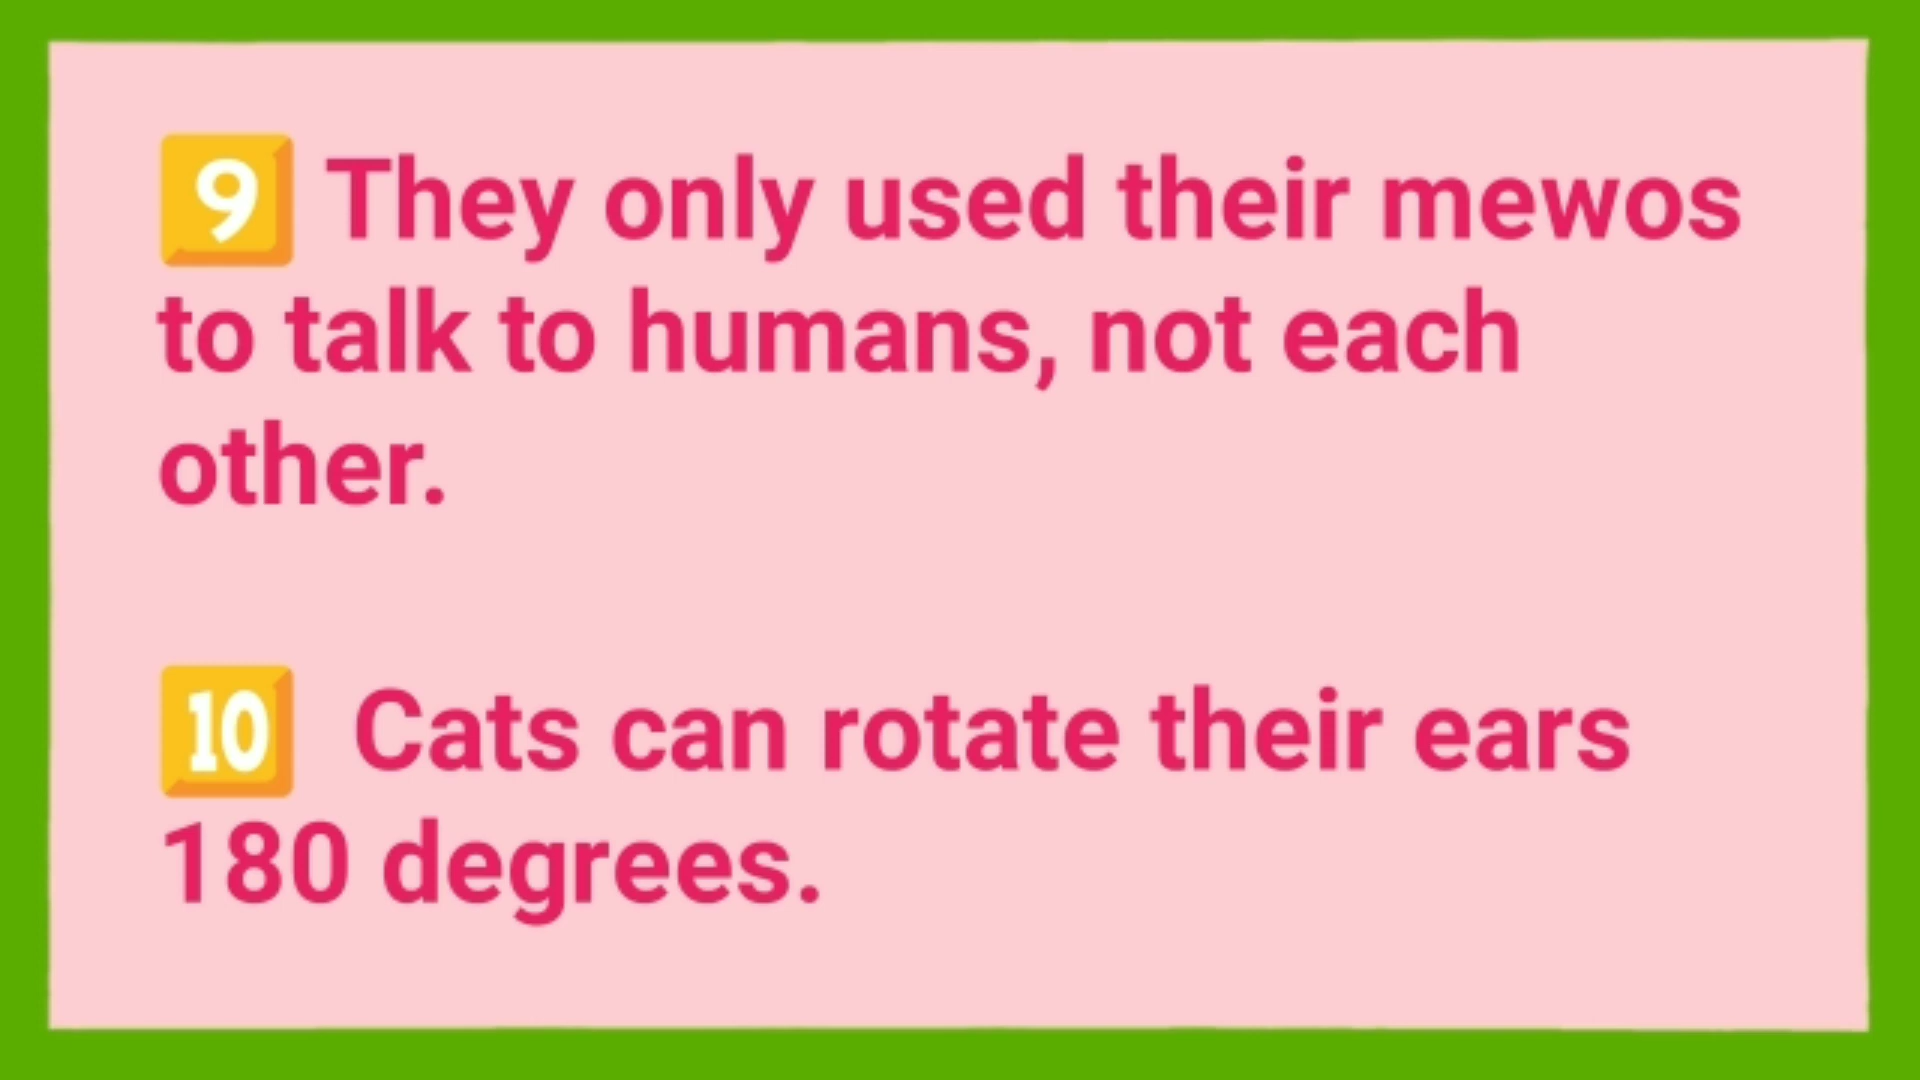 9 They only used their mewos
to talk to humans, not each
other.
10 Cats can rotate their ears
180 degrees.